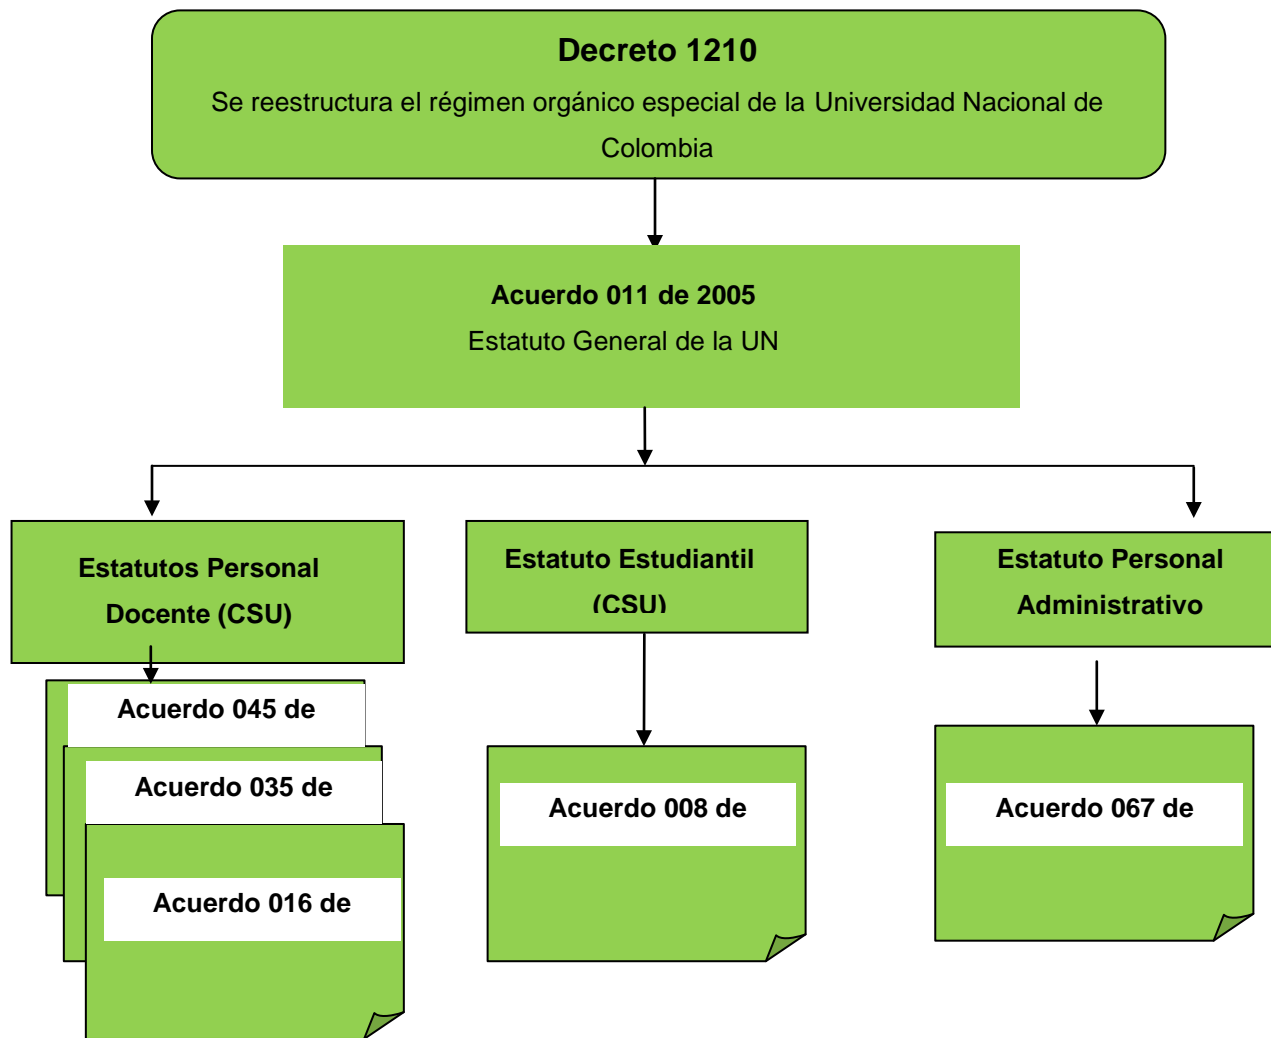 Decreto 1210
Se reestructura el régimen orgánico especial de la Universidad Nacional de
Colombia
Acuerdo 011 de 2005
Estatuto General de la UN
Estatutos Personal
Docente (CSU)
Estatuto Estudiantil
(CSU)
Estatuto Personal
Administrativo
Acuerdo 045 de
Acuerdo 035 de
Acuerdo 016 de
Acuerdo 008 de
Acuerdo 067 de